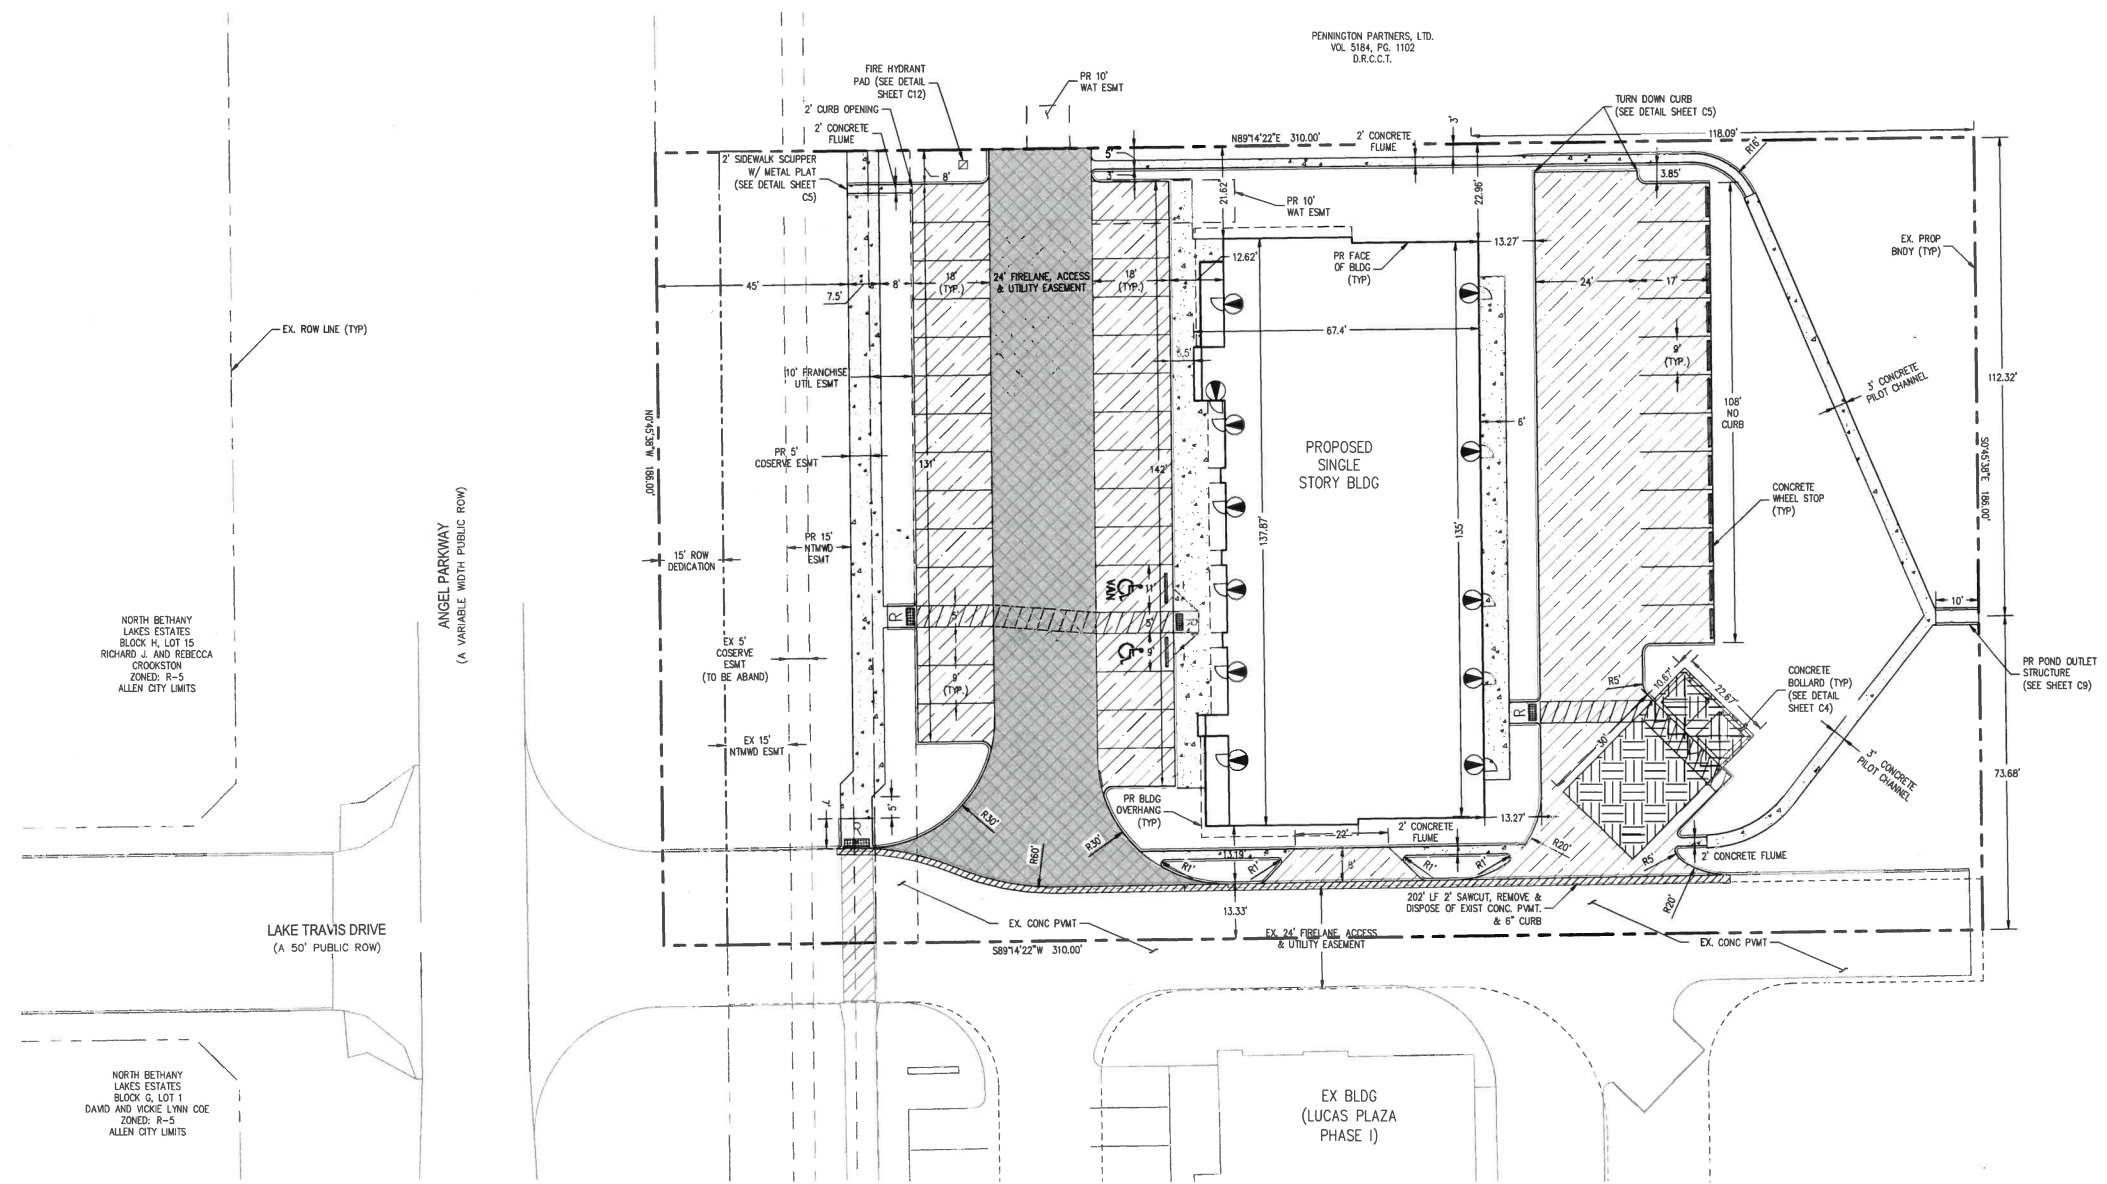 PENNINGTON PARTNERS, LTD.
VOL 5184, PG. 1102
D.R.C.C.T.
FIRE HYDRANT
PAD (SEE DETAIL
SHEET C12)
PR 10'
WAT ESMT
2' CURB OPENING
2' CONCRETE
FLUME
2' SIDEWALK SCUPPER
W/ METAL PLAT
(SEE DETAIL SHEET
C5)
N89°14'22"E 310.00'
2' CONCRETE
FLUME
3'
TURN DOWN CURB
(SEE DETAIL SHEET C5)
118.09'
R16'
8'
5'
3'
21.62'
22.96'
3.85'
PR 10'
WAT ESMT
13.27'
PR FACE
OF BLDG
(TYP)
EX. PROP
BNDY (TYP)
12.62'
45'
7.5'
8'
18'
(TYP.)
24' FIRELANE, ACCESS
& UTILITY EASEMENT
18'
(TYP.)
24'
17'
EX. ROW LINE (TYP)
67.4'
5.5'
9'
(TYP.)
10' FRANCHISE
UTIL ESMT
112.32'
3' CONCRETE
PILOT CHANNEL
108'
NO
CURB
6'
N0°45'38"W 186.00'
S0°45'38"E 186.00'
PR 5'
COSERVE ESMT
131'
142'
137.87'
135'
PROPOSED
SINGLE
STORY BLDG
CONCRETE
WHEEL STOP
(TYP)
ANGEL PARKWAY
(A VARIABLE WIDTH PUBLIC ROW)
15' ROW
DEDICATION
PR 15'
NTMWD
ESMT
VAN
11'
5'
5'
9'
R
R
10'
NORTH BETHANY
LAKES ESTATES
BLOCK H, LOT 15
RICHARD J. AND REBECCA
CROOKSTON
ZONED: R-5
ALLEN CITY LIMITS
EX 5'
COSERVE
ESMT
(TO BE ABAND)
9'
(TYP.)
PR POND OUTLET
STRUCTURE
(SEE SHEET C9)
R5'
10.67'
22.67'
CONCRETE
BOLLARD (TYP)
(SEE DETAIL
SHEET C4)
R
30'
EX 15'
NTMWD ESMT
3' CONCRETE
PILOT CHANNEL
73.68'
PR BLDG
OVERHANG
(TYP)
7'
5'
R
R30'
R60'
R30'
13.27'
22'
2' CONCRETE
FLUME
R20'
13.19'
R1'
R1'
8'
R1'
R1'
R5'
2' CONCRETE FLUME
R20'
202' LF 2' SAWCUT, REMOVE &
DISPOSE OF EXIST CONC. PVMT.
& 6" CURB
13.33'
EX. CONC PVMT
EX. 24' FIRELANE, ACCESS
& UTILITY EASEMENT
EX. CONC PVMT
S89°14'22"W 310.00'
LAKE TRAVIS DRIVE
(A 50' PUBLIC ROW)
NORTH BETHANY
LAKES ESTATES
BLOCK G, LOT 1
DAVID AND VICKIE LYNN COE
ZONED: R-5
ALLEN CITY LIMITS
EX BLDG
(LUCAS PLAZA
PHASE I)